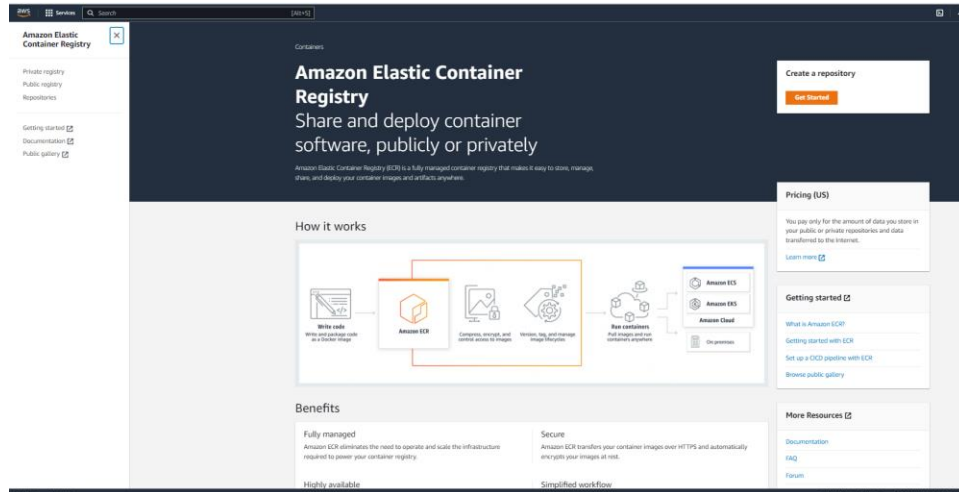 aws
Services
Search
[Alt+S]
Amazon Elastic
Container Registry
Private registry
Public registry
Repositories
Getting started
Documentation
Public gallery
Containers
Amazon Elastic Container
Registry
Share and deploy container
software, publicly or privately
Amazon Elastic Container Registry (ECR) is a fully managed container registry that makes it easy to store, manage,
share, and deploy your container images and artifacts anywhere.
Create a repository
Get Started
Pricing (US)
You pay only for the amount of data you store in
your public or private repositories and data
transferred to the Internet.
Learn more
How it works
Write code
Write and package code
as a Docker image
Amazon ECR
Compress, encrypt, and
control access to images
Version, tag, and manage
image lifecycles
Run containers
Pull images and run
containers anywhere
Amazon ECS
Amazon EKS
Amazon Cloud
On premises
Getting started
What is Amazon ECR?
Getting started with ECR
Set up a CICD pipeline with ECR
Browse public gallery
Benefits
Fully managed
Amazon ECR eliminates the need to operate and scale the infrastructure
required to power your container registry.
Secure
Amazon ECR transfers your container images over HTTPS and automatically
encrypts your images at rest.
Highly available
Simplified workflow
More Resources
Documentation
FAQ
Forum